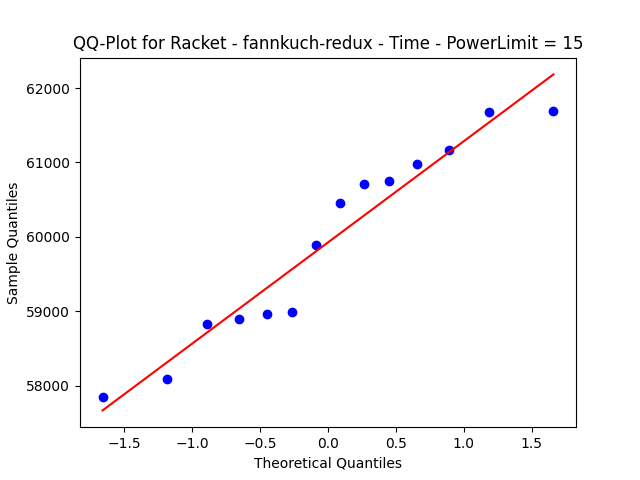 QQ-Plot for Racket - fannkuch-redux - Time - PowerLimit = 15
62000
61000
60000
59000
58000
Sample Quantiles
−1.5 −1.0 −0.5 0.0 0.5 1.0 1.5
Theoretical Quantiles